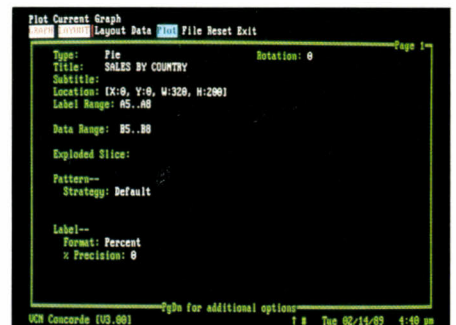 Plot Current Graph
GRAPH LAYOUT Layout Data Plot File Reset Exit
Page 1
Type: Pie Rotation: 0
Title: SALES BY COUNTRY
Subtitle:
Location: [X:0, Y:0, W:320, H:200]
Label Range: A5..A8
Data Range: B5..B8
Exploded Slice:
Pattern--
Strategy: Default
Label--
Format: Percent
% Precision: 0
PgDn for additional options
VCN Concorde [V3.00] Tue 02/14/89 4:40 pm